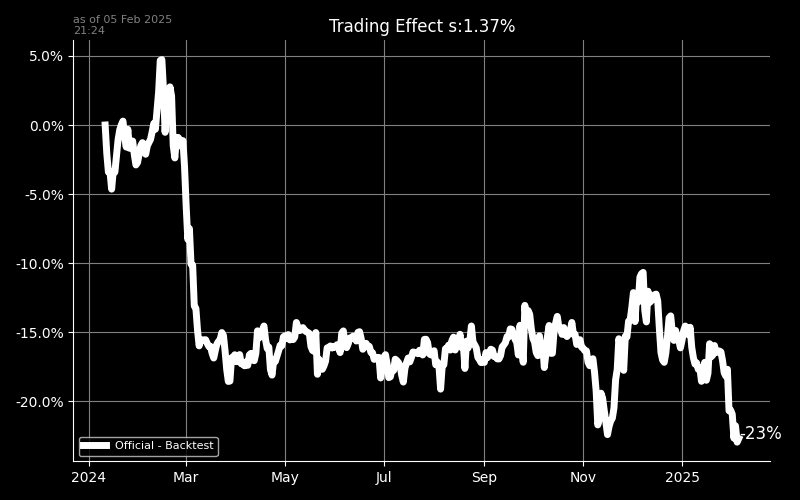 as of 05 Feb 2025
21:24
Trading Effect s:1.37%
5.0%
0.0%
-5.0%
-10.0%
-15.0%
-20.0%
-23%
Official - Backtest
2024 Mar May Jul Sep Nov 2025